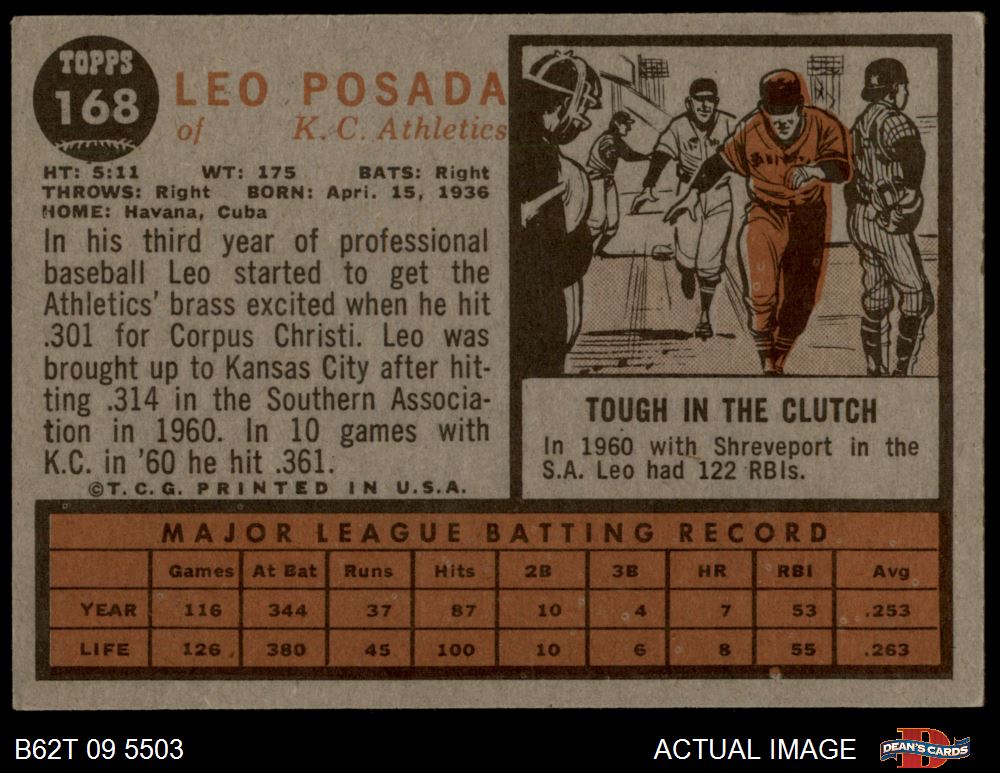 TOPPS
168
LEO POSADA
of K. C. Athletics
HT: 5:11 WT: 175 BATS: Right
THROWS: Right BORN: Apri. 15, 1936
HOME: Havana, Cuba
In his third year of professional
baseball Leo started to get the
Athletics' brass excited when he hit
.301 for Corpus Christi. Leo was
brought up to Kansas City after hit-
ting .314 in the Southern Associa-
tion in 1960. In 10 games with
K.C. in '60 he hit .361.
©T.C.G. PRINTED IN U.S.A.
TOUGH IN THE CLUTCH
In 1960 with Shreveport in the
S.A. Leo had 122 RBIs.
MAJOR LEAGUE BATTING RECORD
Games At Bat Runs Hits 2B 3B HR RBI Avg.
YEAR 116 344 37 87 10 4 7 53 .253
LIFE 126 380 45 100 10 6 8 55 .263
B62T 09 5503
ACTUAL IMAGE
DEAN'S CARDS